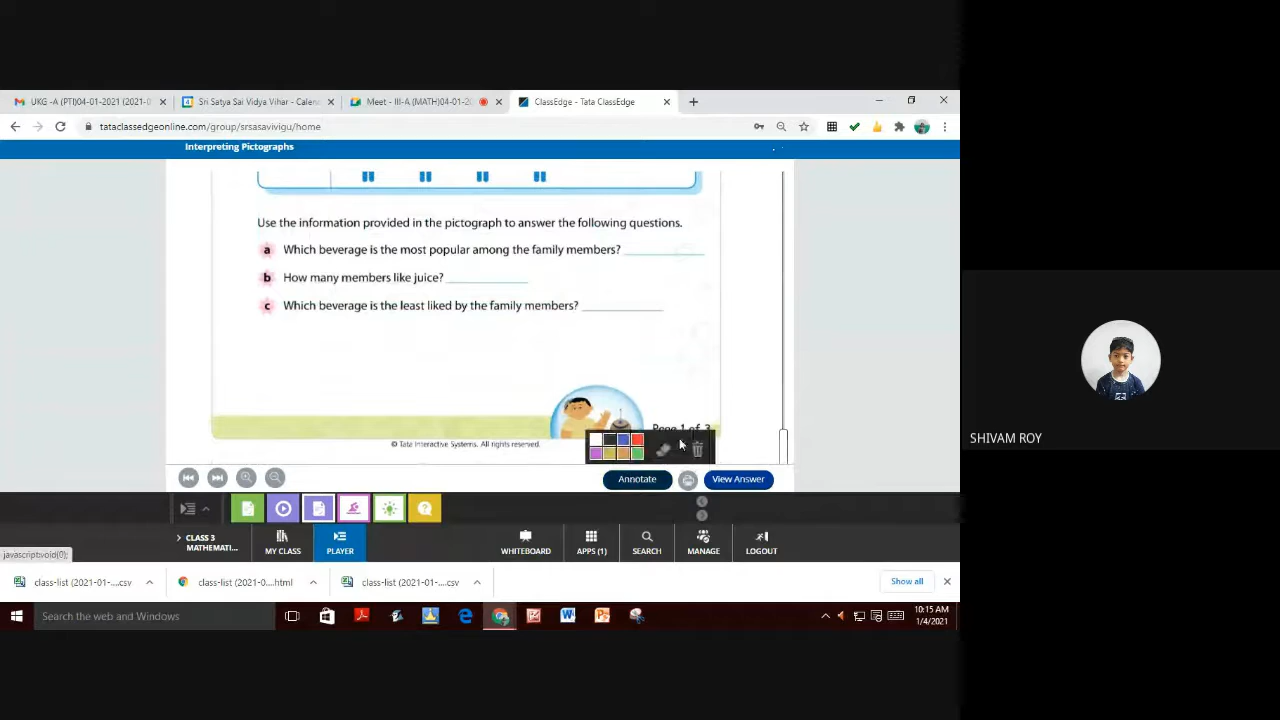 UKG -A (PTI)04-01-2021 (2021-0
Sri Satya Sai Vidya Vihar - Calen
Meet - III-A (MATH)04-01-20
ClassEdge - Tata ClassEdge
tataclassedgeonline.com/group/srsasavivigu/home
Interpreting Pictographs
Use the information provided in the pictograph to answer the following questions.
a Which beverage is the most popular among the family members?
b How many members like juice?
c Which beverage is the least liked by the family members?
Page 1 of 3
© Tata Interactive Systems. All rights reserved.
SHIVAM ROY
Annotate
View Answer
CLASS 3
MATHEMATI...
MY CLASS
PLAYER
WHITEBOARD
APPS (1)
SEARCH
MANAGE
LOGOUT
javascript:void(0);
class-list (2021-01-....csv
class-list (2021-0....html
class-list (2021-01-....csv
Show all
Search the web and Windows
10:15 AM
1/4/2021